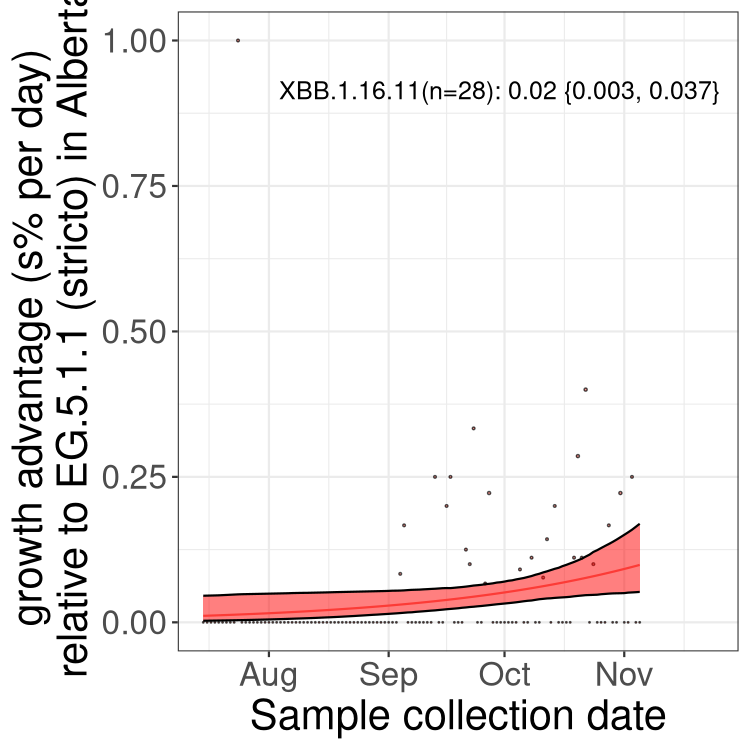 growth advantage (s% per day)
relative to EG.5.1.1 (stricto) in Alberta
1.00
XBB.1.16.11(n=28): 0.02 {0.003, 0.037}
0.75
0.50
0.25
0.00
Aug Sep Oct Nov
Sample collection date